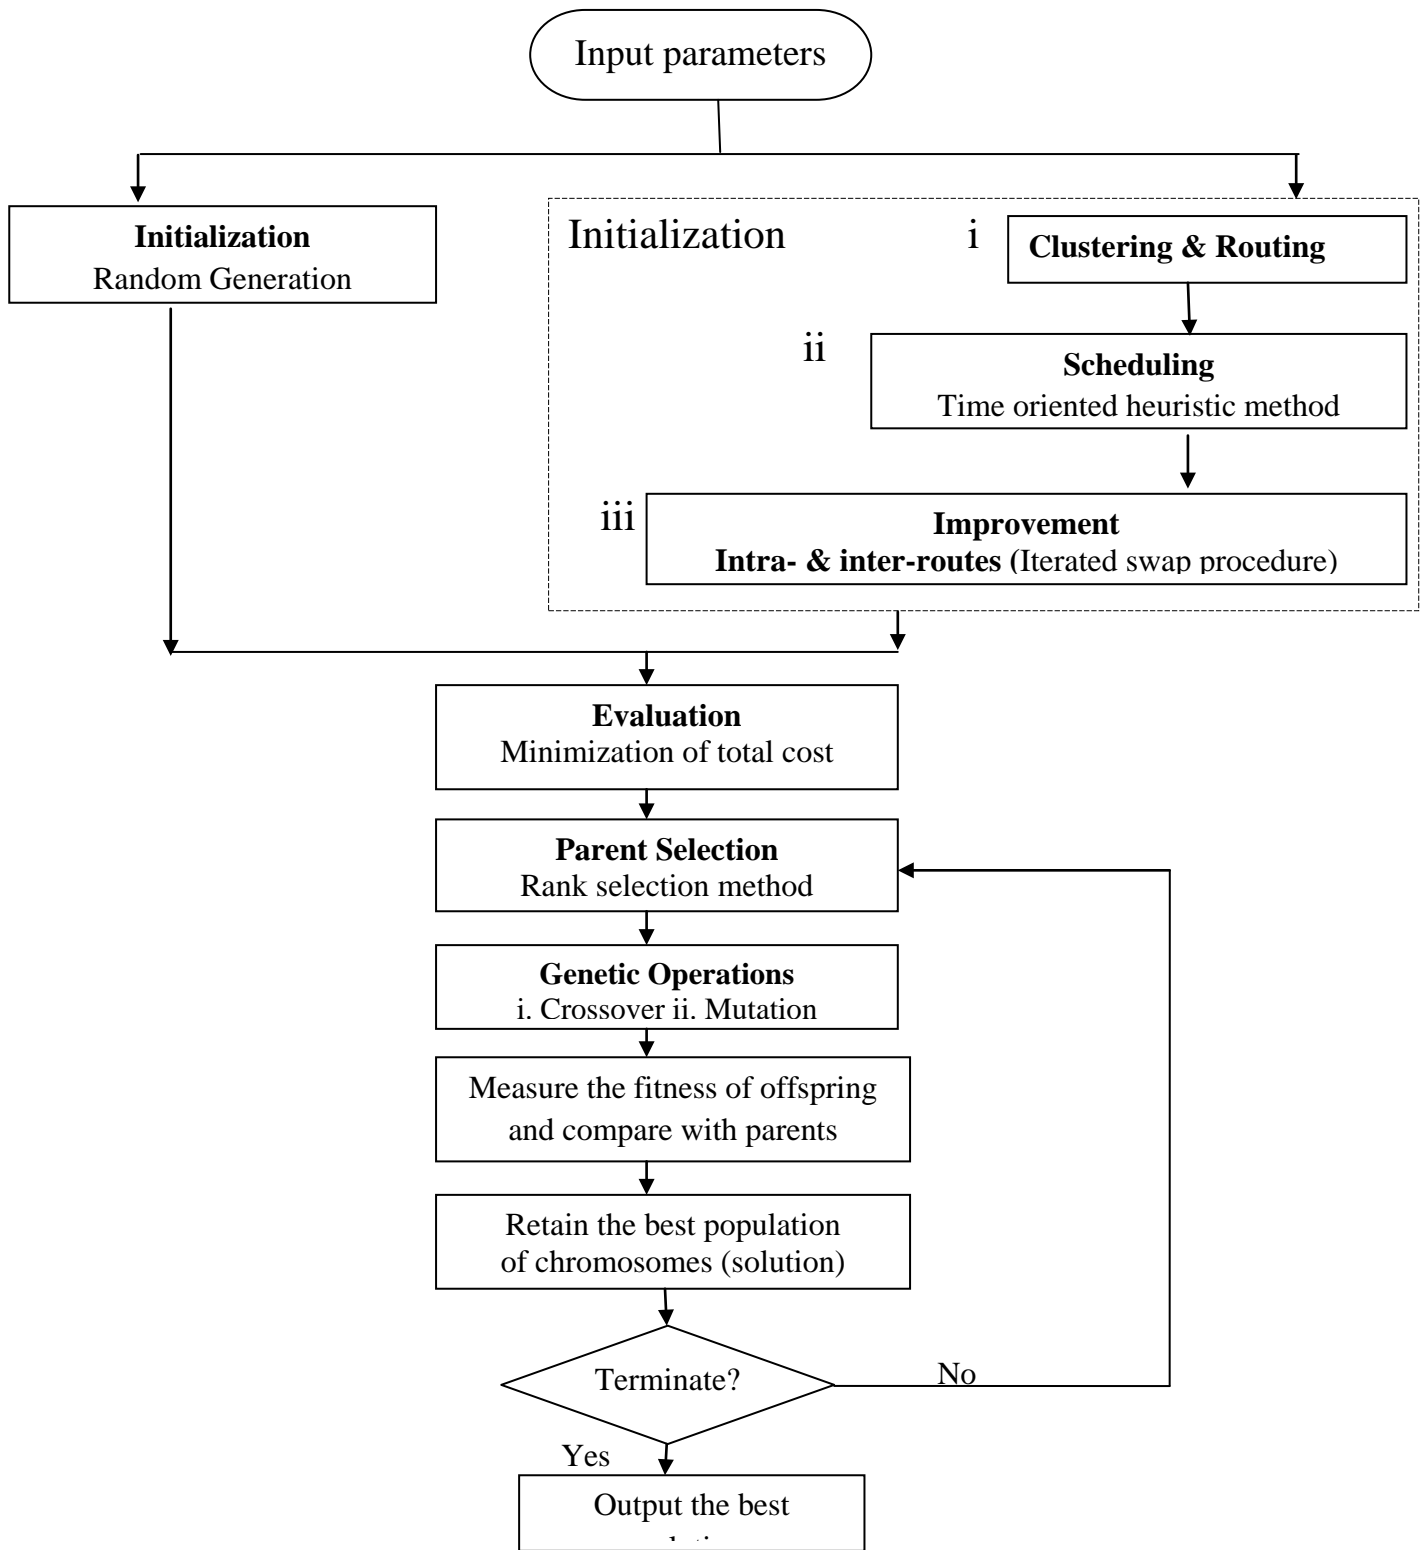 Input parameters
Initialization
Random Generation
Initialization
i
Clustering & Routing
ii
Scheduling
Time oriented heuristic method
iii
Improvement
Intra- & inter-routes (Iterated swap procedure)
Evaluation
Minimization of total cost
Parent Selection
Rank selection method
Genetic Operations
i. Crossover ii. Mutation
Measure the fitness of offspring
and compare with parents
Retain the best population
of chromosomes (solution)
Terminate?
No
Yes
Output the best